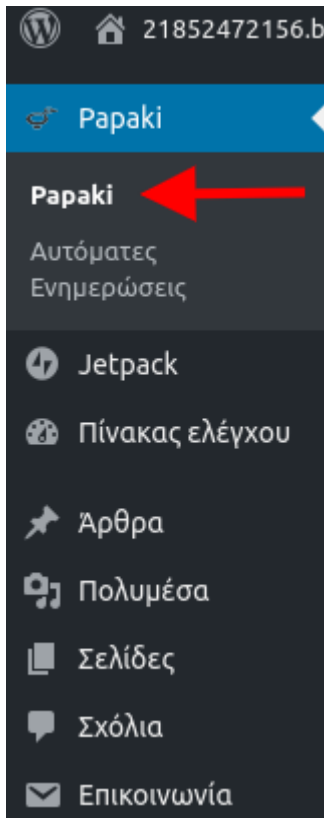 21852472156.b
Papaki
Papaki
Αυτόματες
Ενημερώσεις
Jetpack
Πίνακας ελέγχου
Άρθρα
Πολυμέσα
Σελίδες
Σχόλια
Επικοινωνία